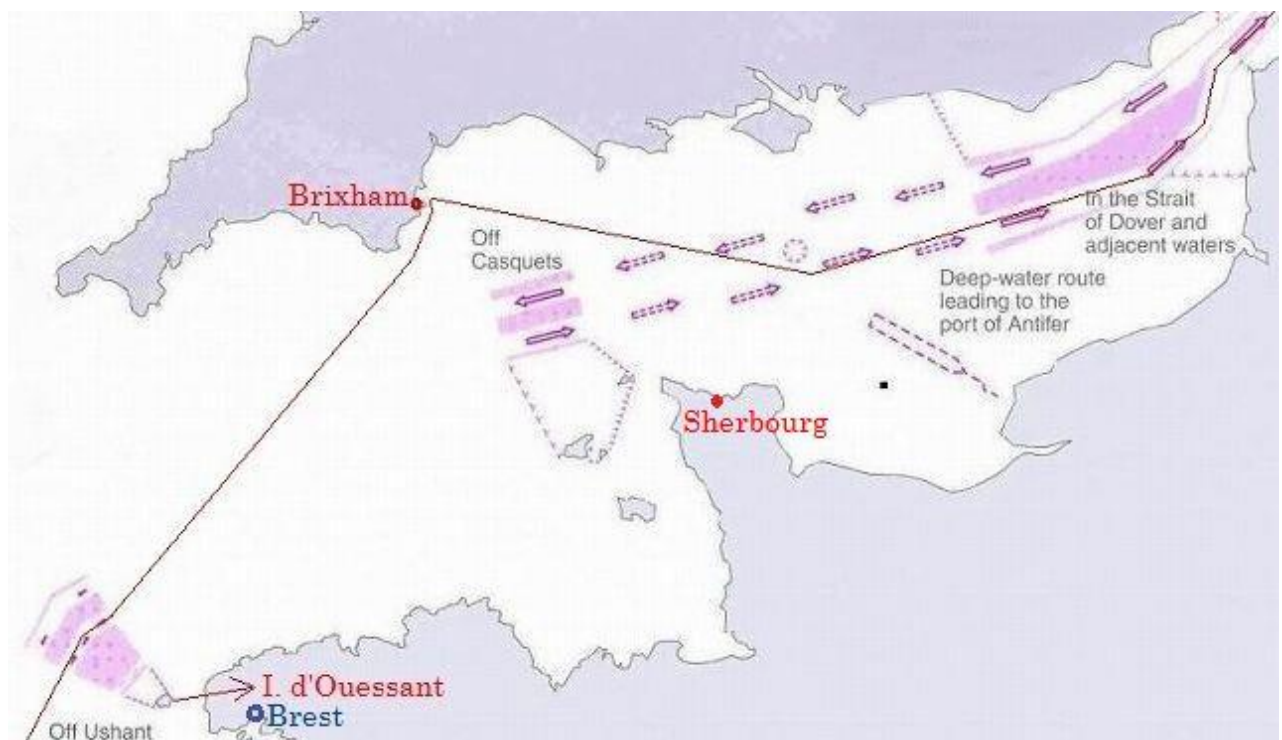 Brixham
Off
Casquets
In the Strait
of Dover and
adjacent waters
Deep-water route
leading to the
port of Antifer
Sherbourg
I. d'Ouessant
Brest
Off Ushant